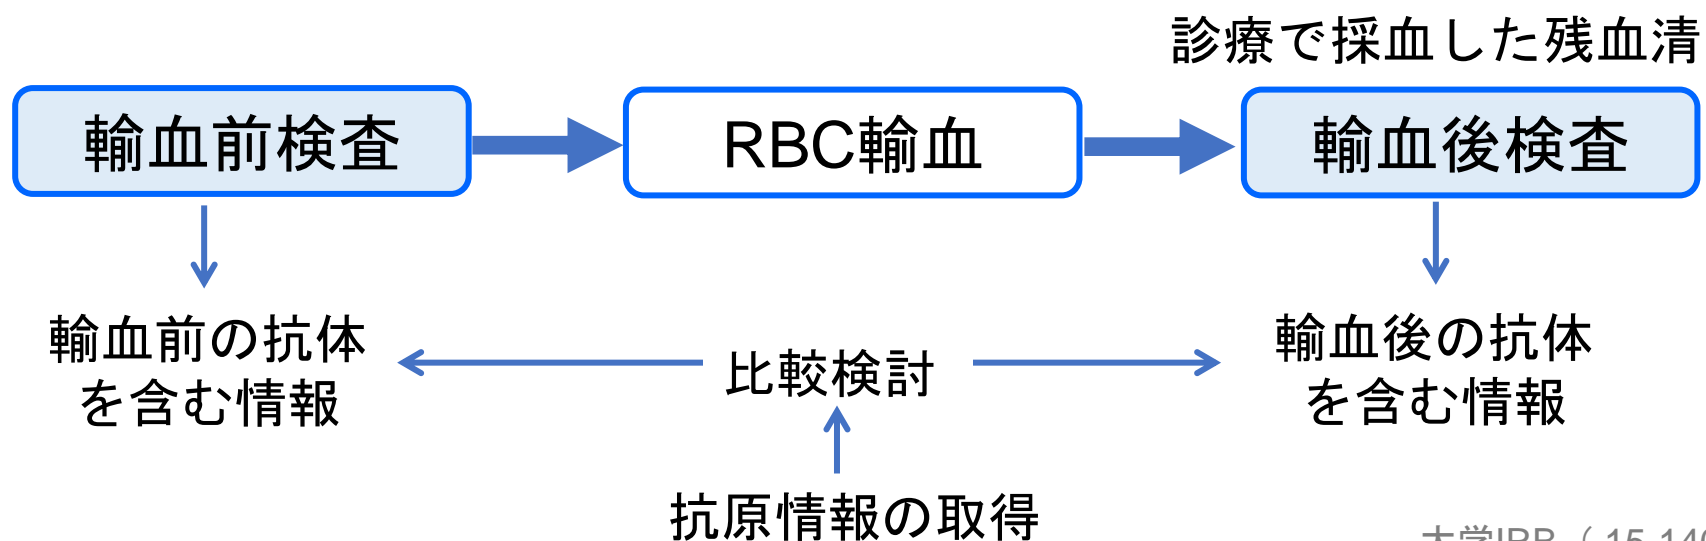 診療で採血した残血清
輸血前検査
RBC輸血
輸血後検査
輸血前の抗体
を含む情報
比較検討
輸血後の抗体
を含む情報
抗原情報の取得